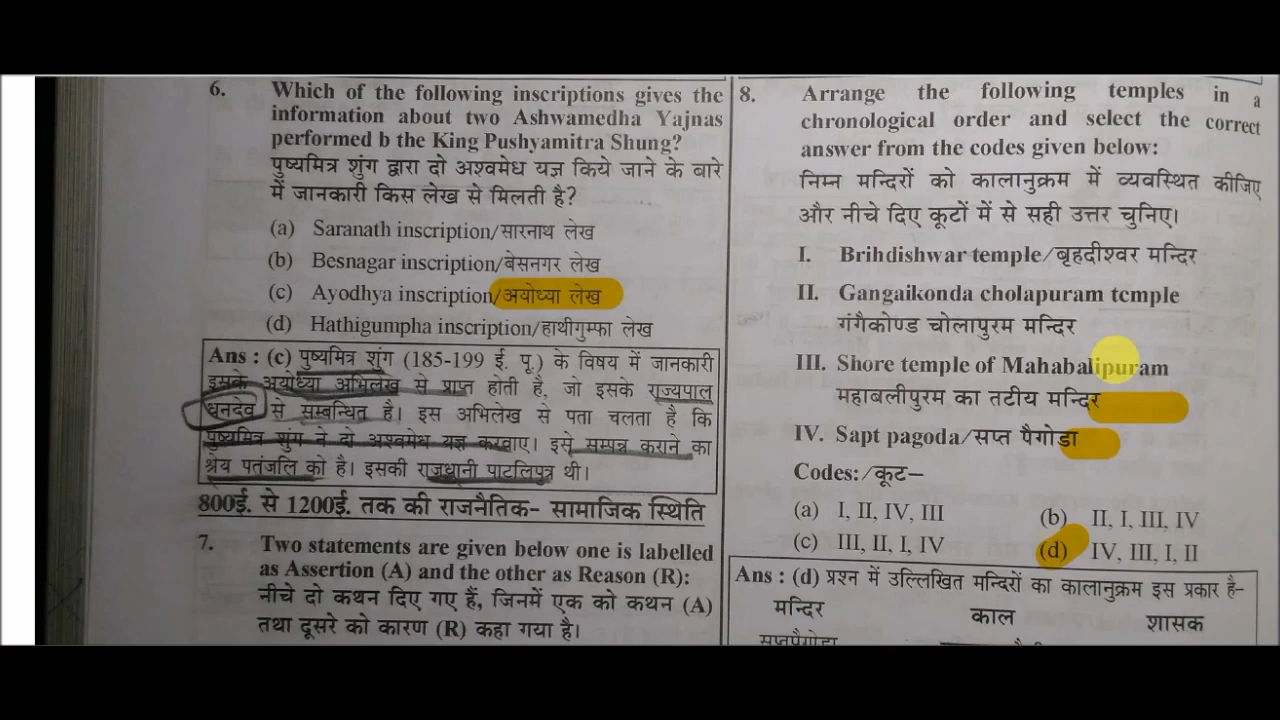 6. Which of the following inscriptions gives the
information about two Ashwamedha Yajnas
performed b the King Pushyamitra Shung?
पुष्यमित्र शुंग द्वारा दो अश्वमेध यज्ञ किये जाने के बारे
में जानकारी किस लेख से मिलती है?
(a) Saranath inscription/सारनाथ लेख
(b) Besnagar inscription/बेसनगर लेख
(c) Ayodhya inscription/अयोध्या लेख
(d) Hathigumpha inscription/हाथीगुम्फा लेख
Ans : (c) पुष्यमित्र शुंग (185-199 ई. पू.) के विषय में जानकारी
इसके अयोध्या अभिलेख से प्राप्त होती है, जो इसके राज्यपाल
धनदेव से सम्बन्धित है। इस अभिलेख से पता चलता है कि
पुष्यमित्र शुंग ने दो अश्वमेध यज्ञ करवाए। इसे सम्पन्न कराने का
श्रेय पतंजलि को है। इसकी राजधानी पाटलिपुत्र थी।
800ई. से 1200ई. तक की राजनैतिक- सामाजिक स्थिति
7. Two statements are given below one is labelled
as Assertion (A) and the other as Reason (R):
नीचे दो कथन दिए गए हैं, जिनमें एक को कथन (A)
तथा दूसरे को कारण (R) कहा गया है।
8. Arrange the following temples in a
chronological order and select the correct
answer from the codes given below:
निम्न मन्दिरों को कालानुक्रम में व्यवस्थित कीजिए
और नीचे दिए कूटों में से सही उत्तर चुनिए।
I. Brihdishwar temple/बृहदीश्वर मन्दिर
II. Gangaikonda cholapuram temple
गंगैकोण्ड चोलापुरम मन्दिर
III. Shore temple of Mahabalipuram
महाबलीपुरम का तटीय मन्दिर
IV. Sapt pagoda/सप्त पैगोडा
Codes:/कूट–
(a) I, II, IV, III (b) II, I, III, IV
(c) III, II, I, IV (d) IV, III, I, II
Ans : (d) प्रश्न में उल्लिखित मन्दिरों का कालानुक्रम इस प्रकार है–
मन्दिर काल शासक
सप्तपैगोडा